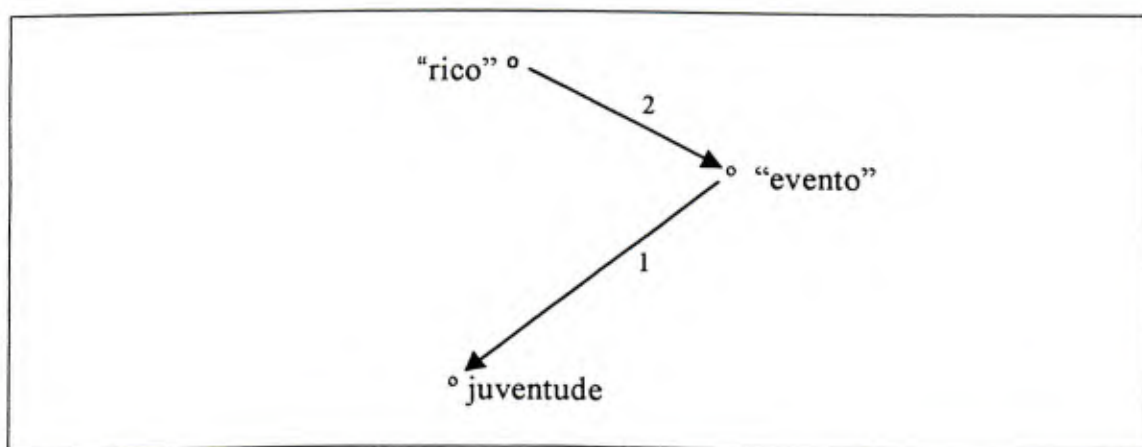 “rico” º
2
º “evento”
1
º juventude